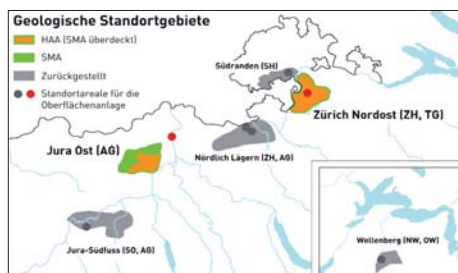 Geologische Standortgebiete
HAA (SMA überdeckt)
SMA
Zurückgestellt
Standortareale für die
Oberflächenanlage
Südranden (SH)
Zürich Nordost (ZH, TG)
Jura Ost (AG)
Nördlich Lägern (ZH, AG)
Jura-Südfuss (SO, AG)
Wellenberg (NW, OW)